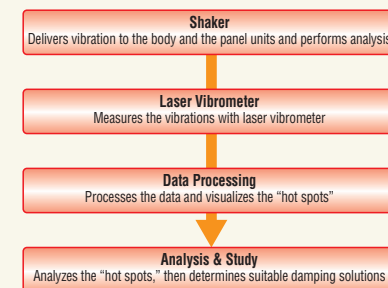 Shaker
Delivers vibration to the body and the panel units and performs analysis
Laser Vibrometer
Measures the vibrations with laser vibrometer
Data Processing
Processes the data and visualizes the “hot spots”
Analysis & Study
Analyzes the “hot spots,” then determines suitable damping solutions